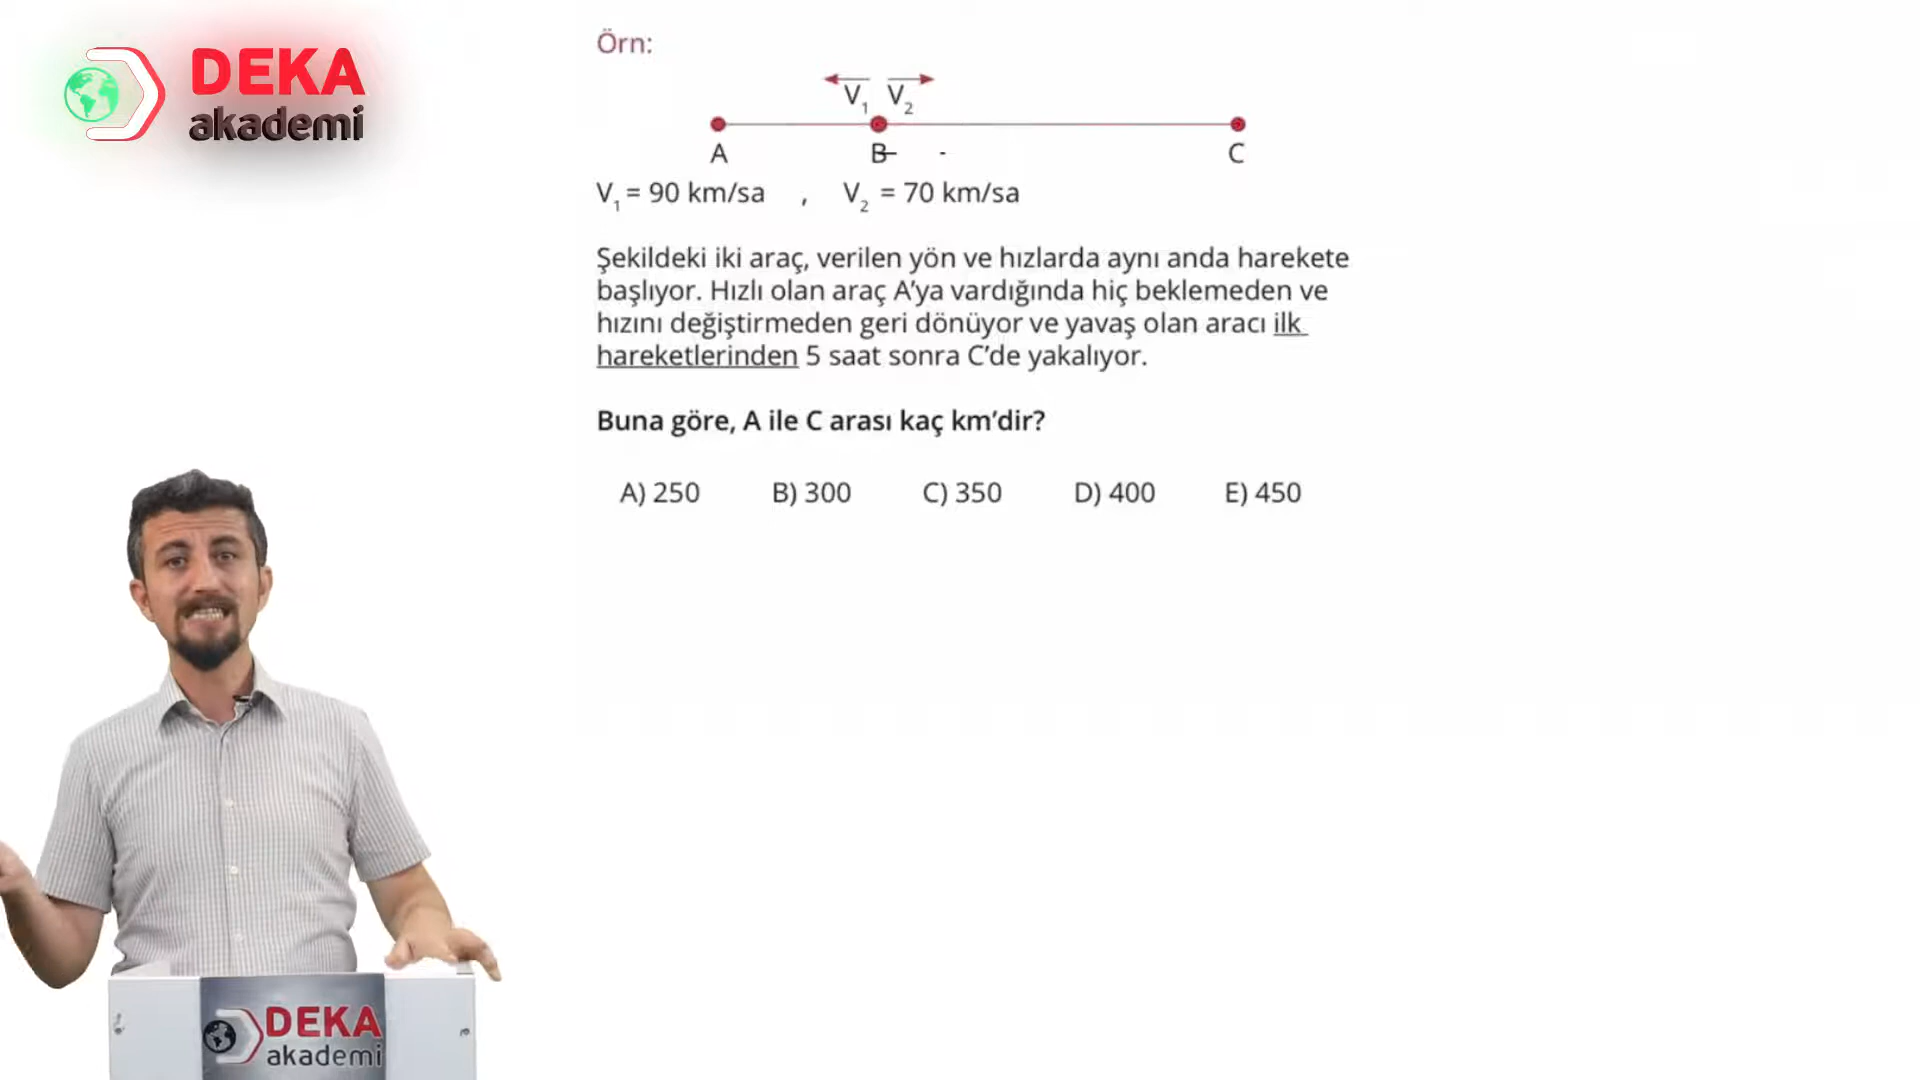 DEKA
akademi
Örn:
V1 V2
A B C
V1 = 90 km/sa , V2 = 70 km/sa
Şekildeki iki araç, verilen yön ve hızlarda aynı anda harekete
başlıyor. Hızlı olan araç A’ya vardığında hiç beklemeden ve
hızını değiştirmeden geri dönüyor ve yavaş olan aracı ilk
hareketlerinden 5 saat sonra C’de yakalıyor.
Buna göre, A ile C arası kaç km’dir?
A) 250 B) 300 C) 350 D) 400 E) 450
DEKA
akademi